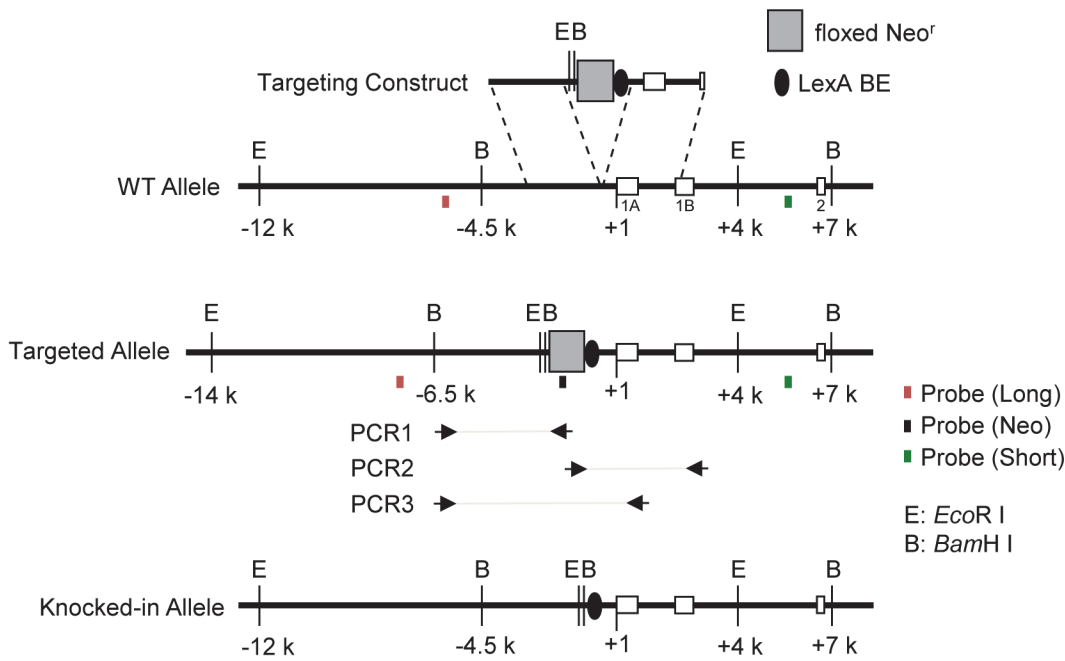 EB
floxed Neoʳ
Targeting Construct
LexA BE
E B E B
WT Allele
1A 1B 2
-12 k -4.5 k +1 +4 k +7 k
E B EB E B
Targeted Allele
-14 k -6.5 k +1 +4 k +7 k
Probe (Long)
PCR1
Probe (Neo)
PCR2
Probe (Short)
PCR3
E: EcoR I
B: BamH I
E B EB E B
Knocked-in Allele
-12 k -4.5 k +1 +4 k +7 k